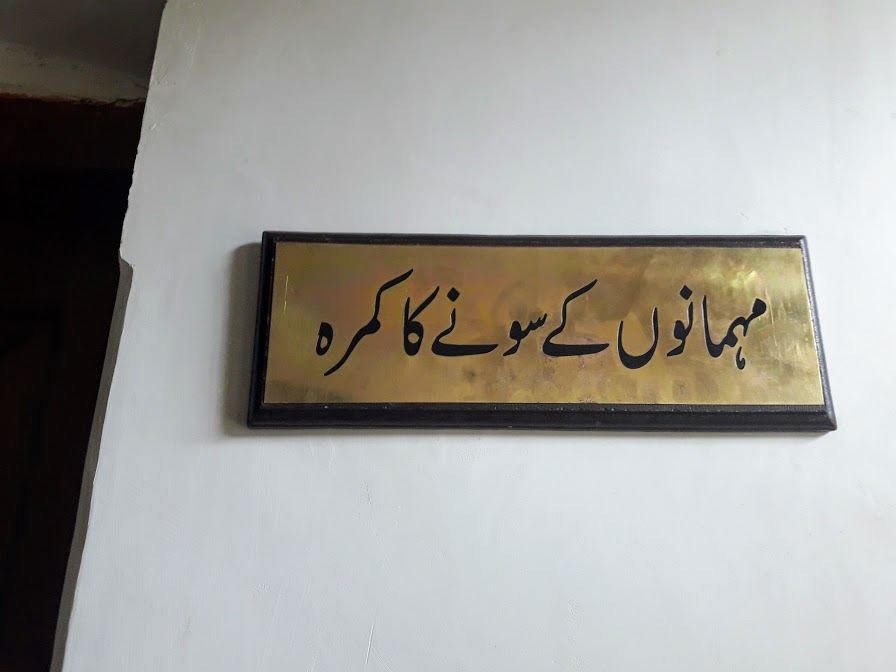 مہمانوں کے سونے کا کمرہ